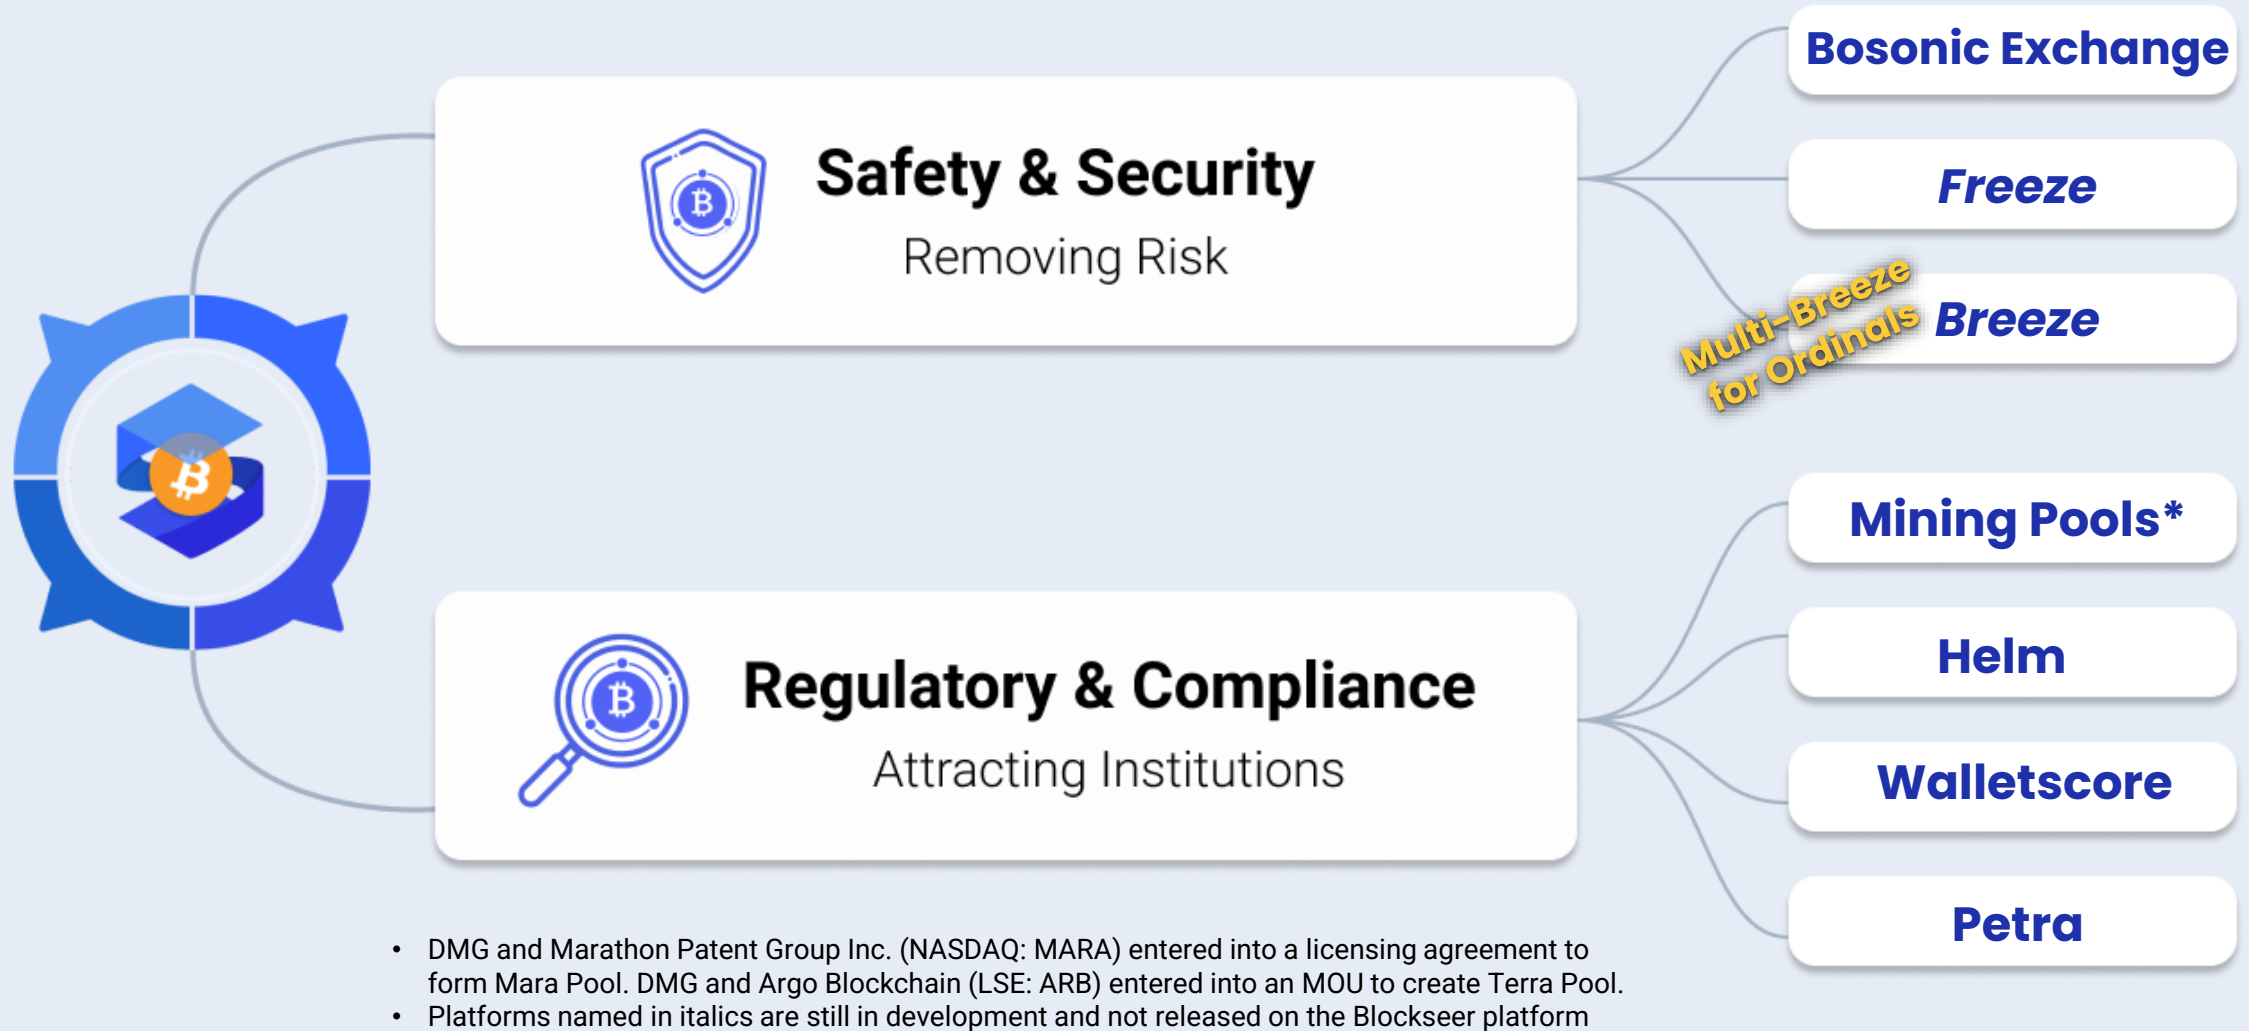 Bosonic Exchange
Safety & Security
Removing Risk
Freeze
Multi-Breeze
for Ordinals
Breeze
Mining Pools*
Regulatory & Compliance
Attracting Institutions
Helm
Walletscore
Petra
• DMG and Marathon Patent Group Inc. (NASDAQ: MARA) entered into a licensing agreement to
form Mara Pool. DMG and Argo Blockchain (LSE: ARB) entered into an MOU to create Terra Pool.
• Platforms named in italics are still in development and not released on the Blockseer platform